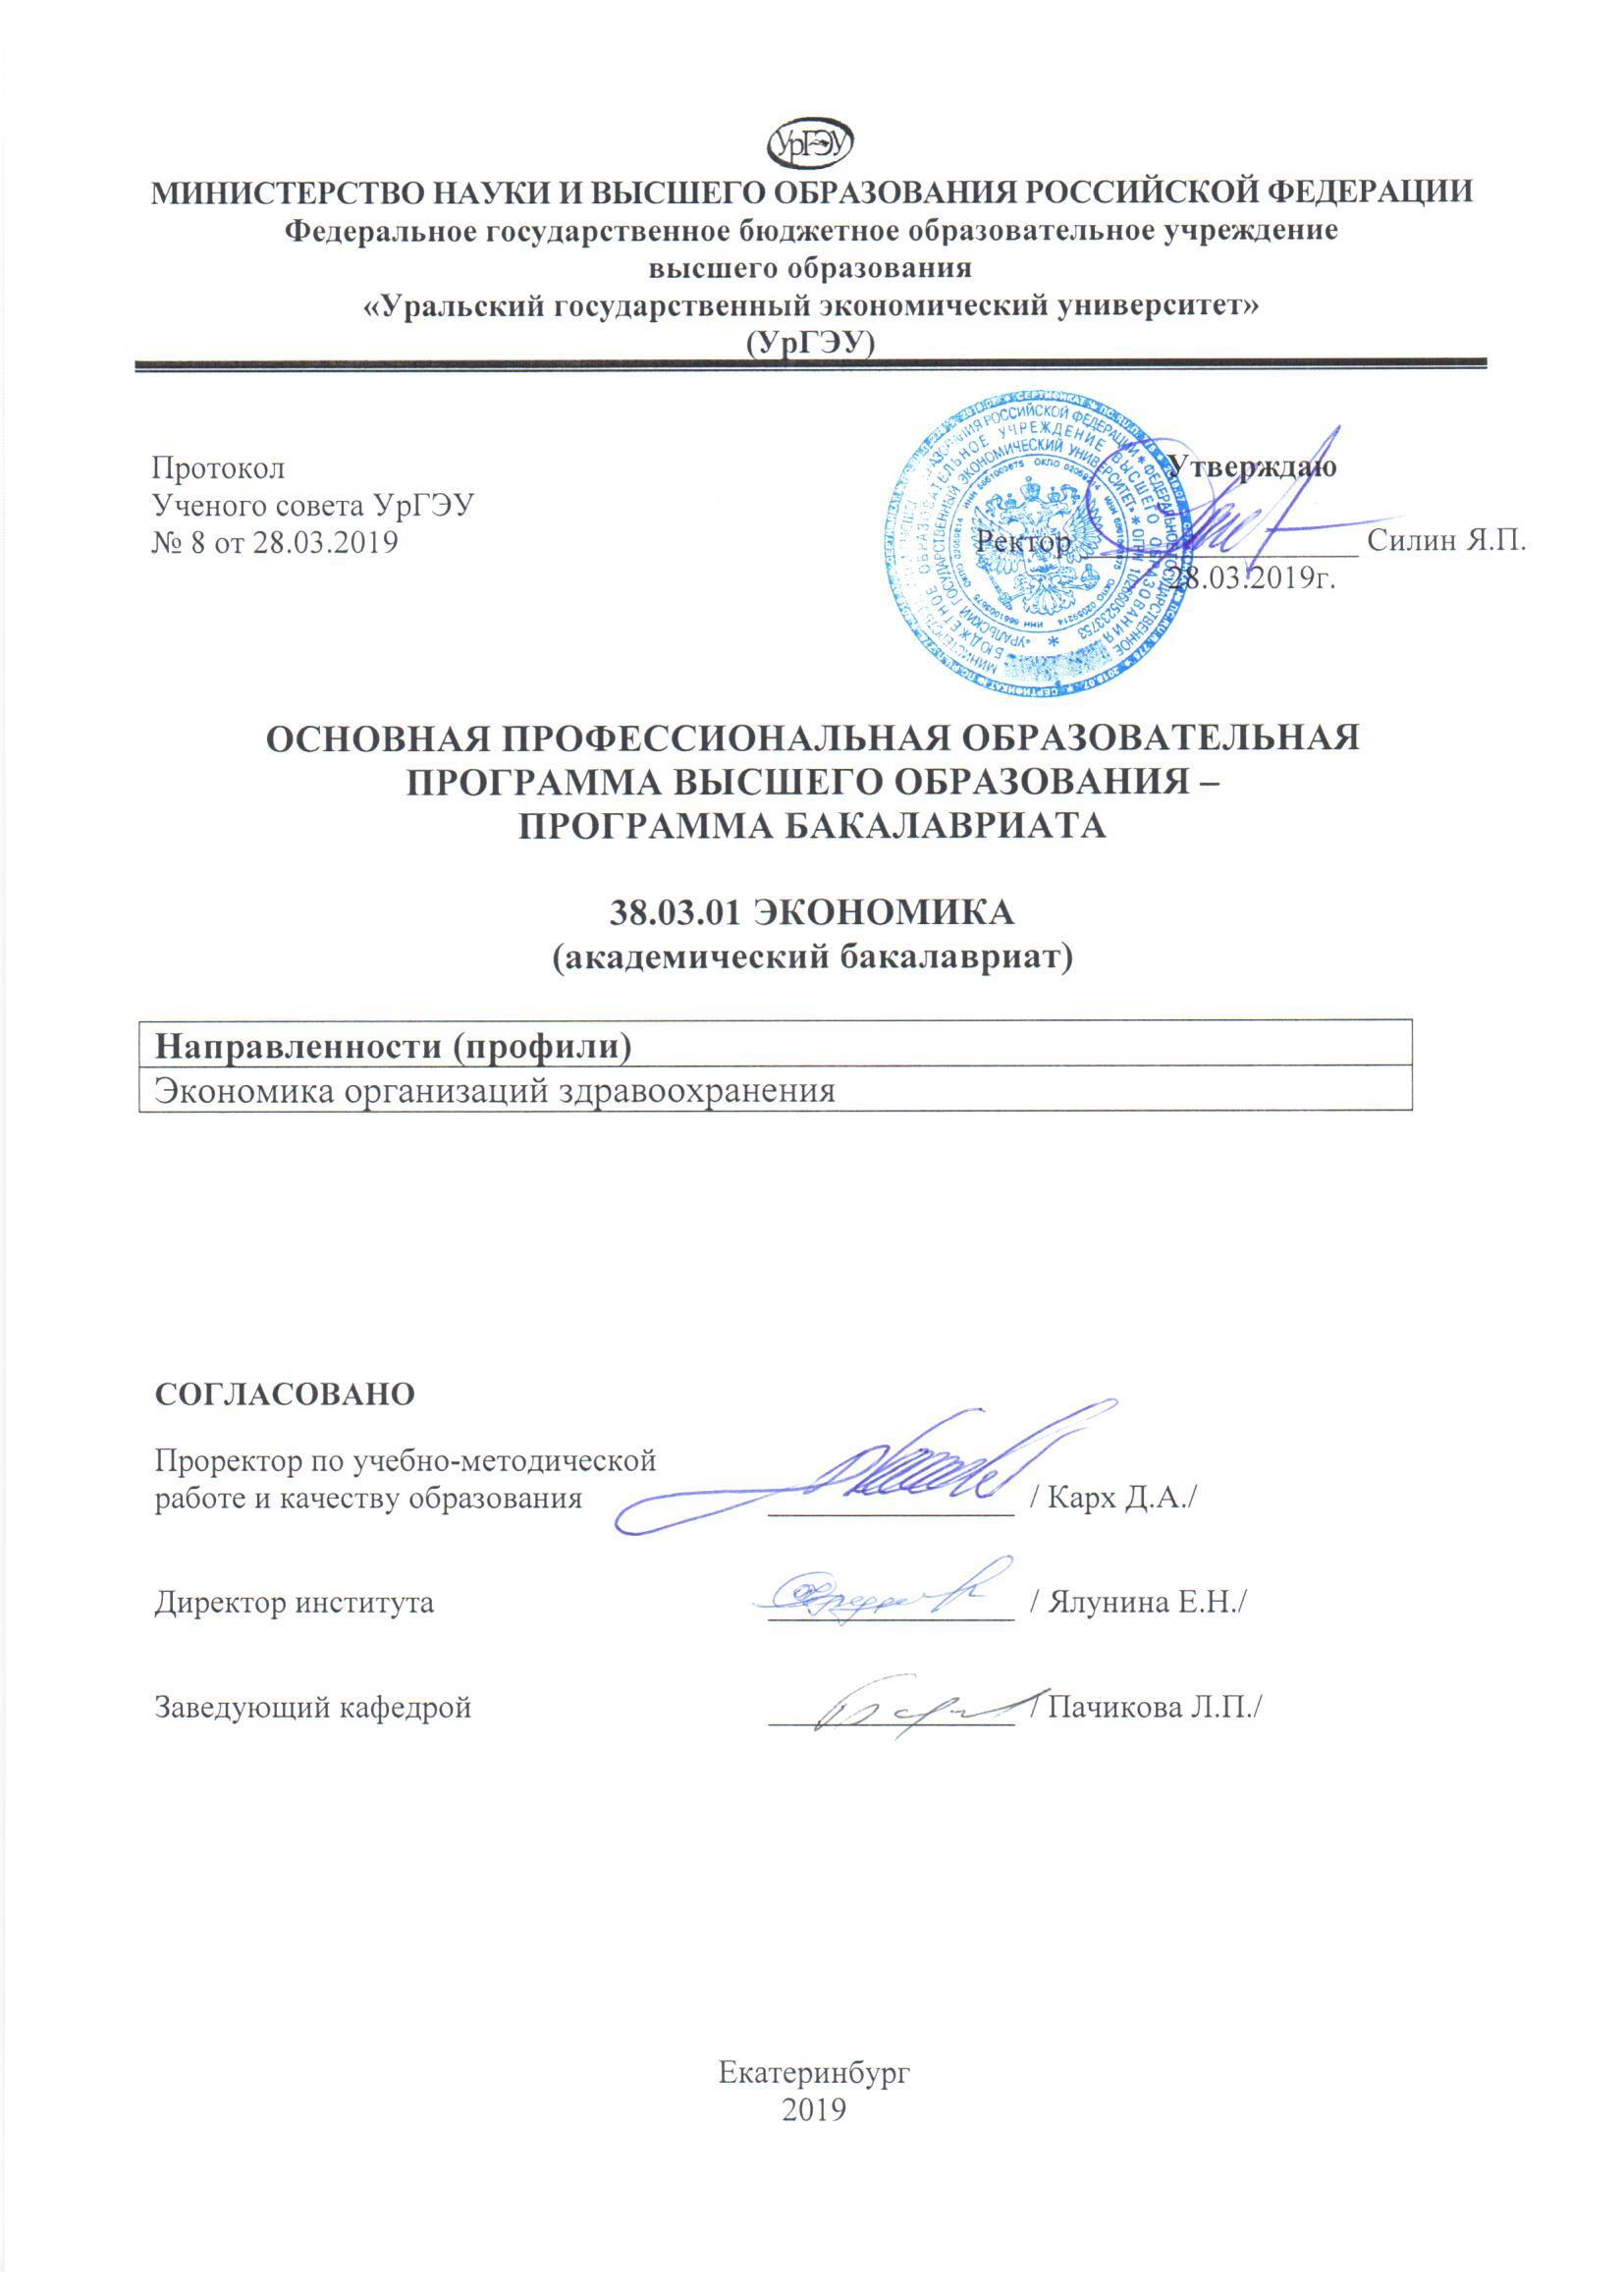 УрГЭУ
МИНИСТЕРСТВО НАУКИ И ВЫСШЕГО ОБРАЗОВАНИЯ РОССИЙСКОЙ ФЕДЕРАЦИИ
Федеральное государственное бюджетное образовательное учреждение
высшего образования
«Уральский государственный экономический университет»
(УрГЭУ)
Протокол
Ученого совета УрГЭУ
№ 8 от 28.03.2019
Утверждаю
Ректор Силин Я.П.
28.03.2019г.
ОСНОВНАЯ ПРОФЕССИОНАЛЬНАЯ ОБРАЗОВАТЕЛЬНАЯ
ПРОГРАММА ВЫСШЕГО ОБРАЗОВАНИЯ –
ПРОГРАММА БАКАЛАВРИАТА
38.03.01 ЭКОНОМИКА
(академический бакалавриат)
Направленности (профили)
Экономика организаций здравоохранения
СОГЛАСОВАНО
Проректор по учебно-методической
работе и качеству образования / Карх Д.А./
Директор института / Ялунина Е.Н./
Заведующий кафедрой / Пачикова Л.П./
Екатеринбург
2019